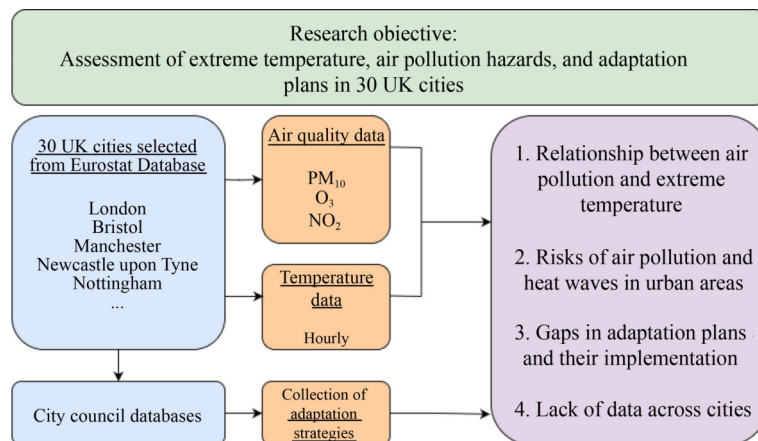 Research objective:
Assessment of extreme temperature, air pollution hazards, and adaptation
plans in 30 UK cities
30 UK cities selected
from Eurostat Database
London
Bristol
Manchester
Newcastle upon Tyne
Nottingham
...
Air quality data
PM₁₀
O₃
NO₂
Temperature
data
Hourly
City council databases
Collection of
adaptation
strategies
1. Relationship between air
pollution and extreme
temperature
2. Risks of air pollution and
heat waves in urban areas
3. Gaps in adaptation plans
and their implementation
4. Lack of data across cities